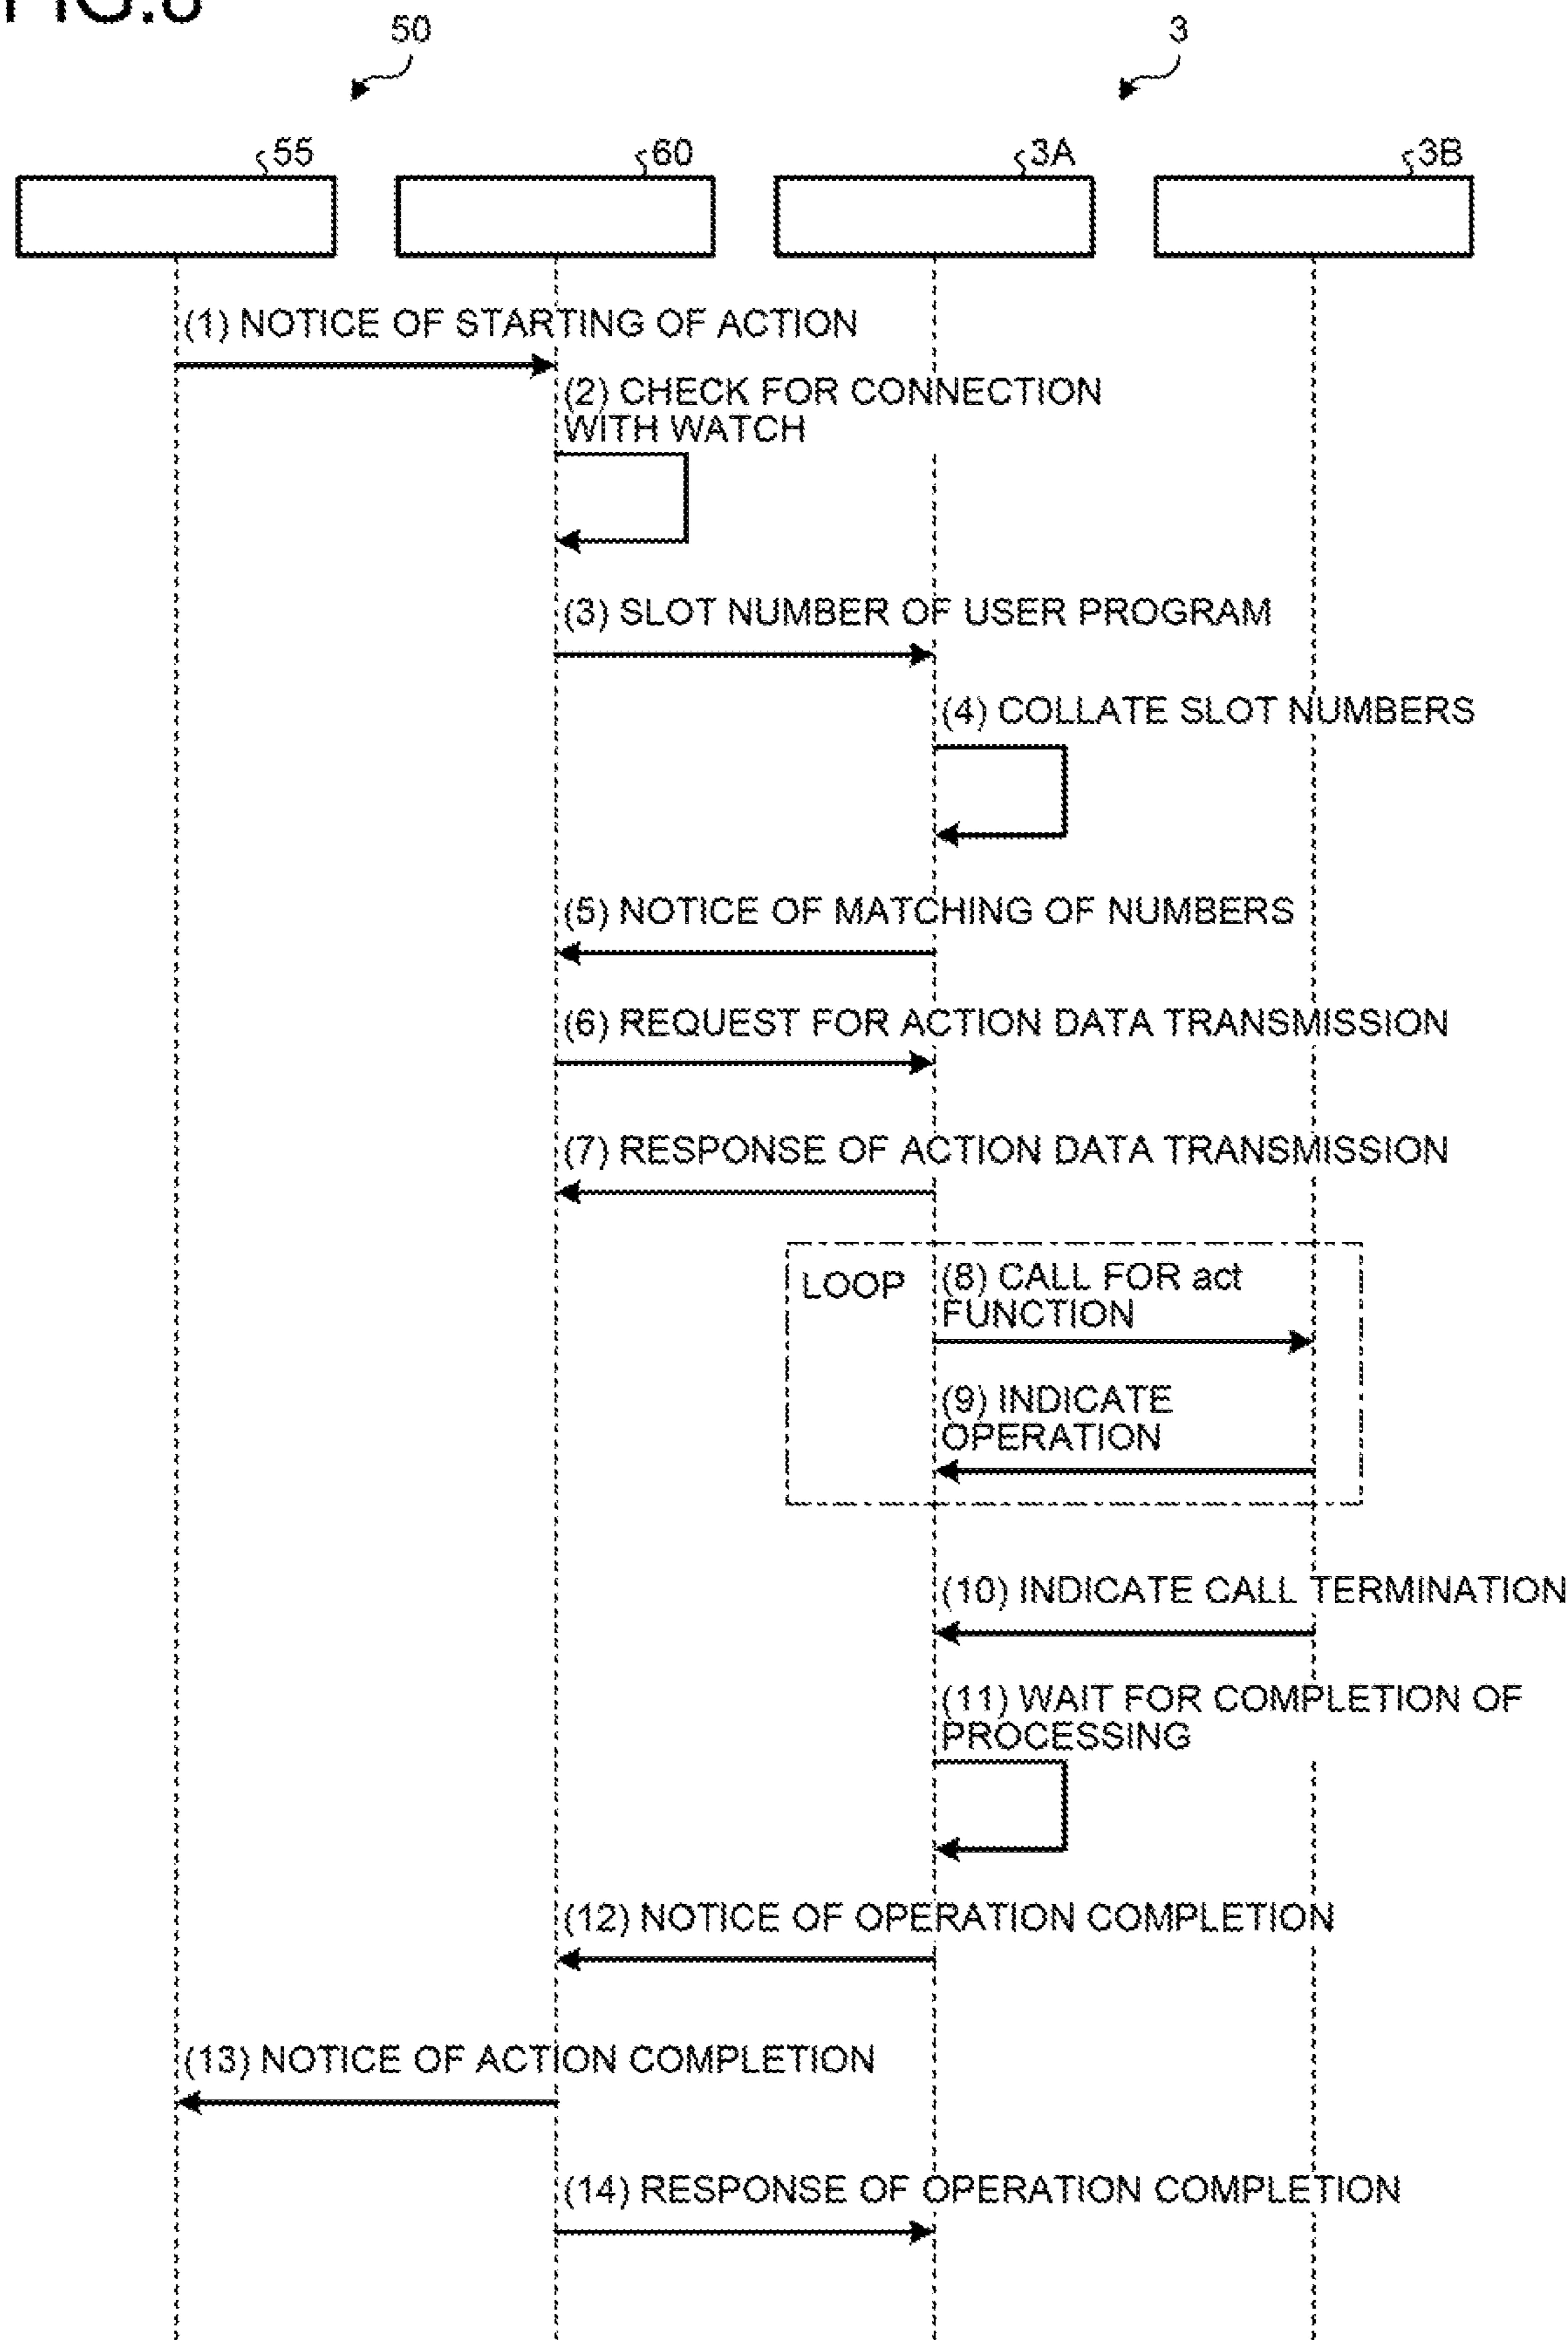 50
3
55
60
3A
3B
(1) NOTICE OF STARTING OF ACTION
(2) CHECK FOR CONNECTION
WITH WATCH
(3) SLOT NUMBER OF USER PROGRAM
(4) COLLATE SLOT NUMBERS
(5) NOTICE OF MATCHING OF NUMBERS
(6) REQUEST FOR ACTION DATA TRANSMISSION
(7) RESPONSE OF ACTION DATA TRANSMISSION
LOOP
(8) CALL FOR act
FUNCTION
(9) INDICATE
OPERATION
(10) INDICATE CALL TERMINATION
(11) WAIT FOR COMPLETION OF
PROCESSING
(12) NOTICE OF OPERATION COMPLETION
(13) NOTICE OF ACTION COMPLETION
(14) RESPONSE OF OPERATION COMPLETION